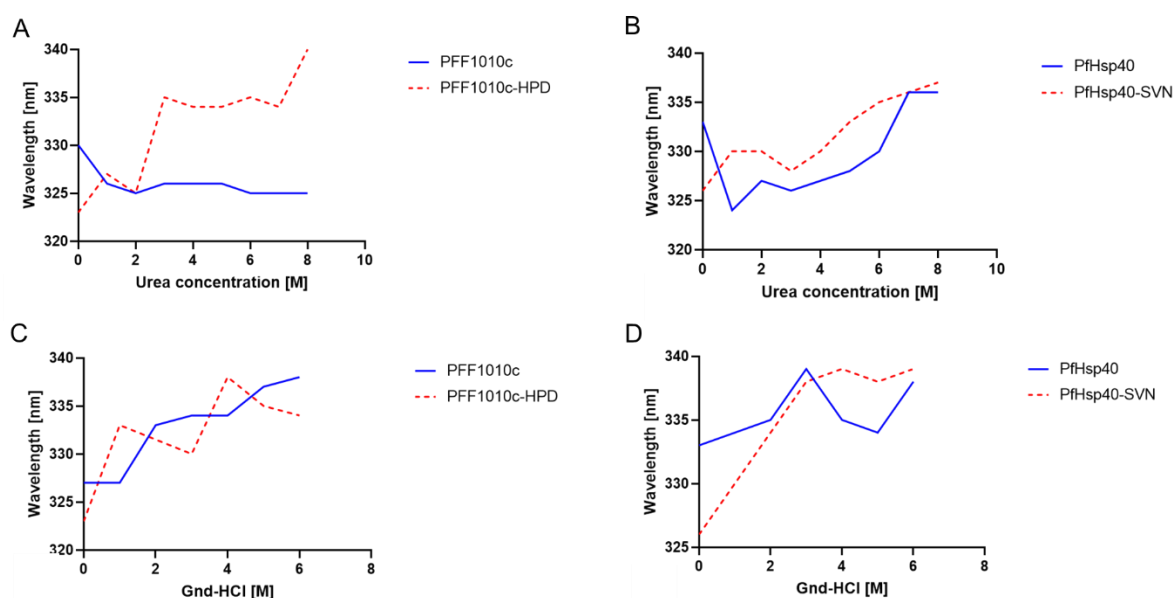 A
Wavelength [nm]
340
335
330
325
320
0 2 4 6 8 10
Urea concentration [M]
PFF1010c
PFF1010c-HPD
B
Wavelength [nm]
340
335
330
325
320
0 2 4 6 8 10
Urea concentration [M]
PfHsp40
PfHsp40-SVN
C
Wavelength [nm]
340
335
330
325
320
0 2 4 6 8
Gnd-HCl [M]
PFF1010c
PFF1010c-HPD
D
Wavelength [nm]
340
335
330
325
0 2 4 6 8
Gnd-HCl [M]
PfHsp40
PfHsp40-SVN